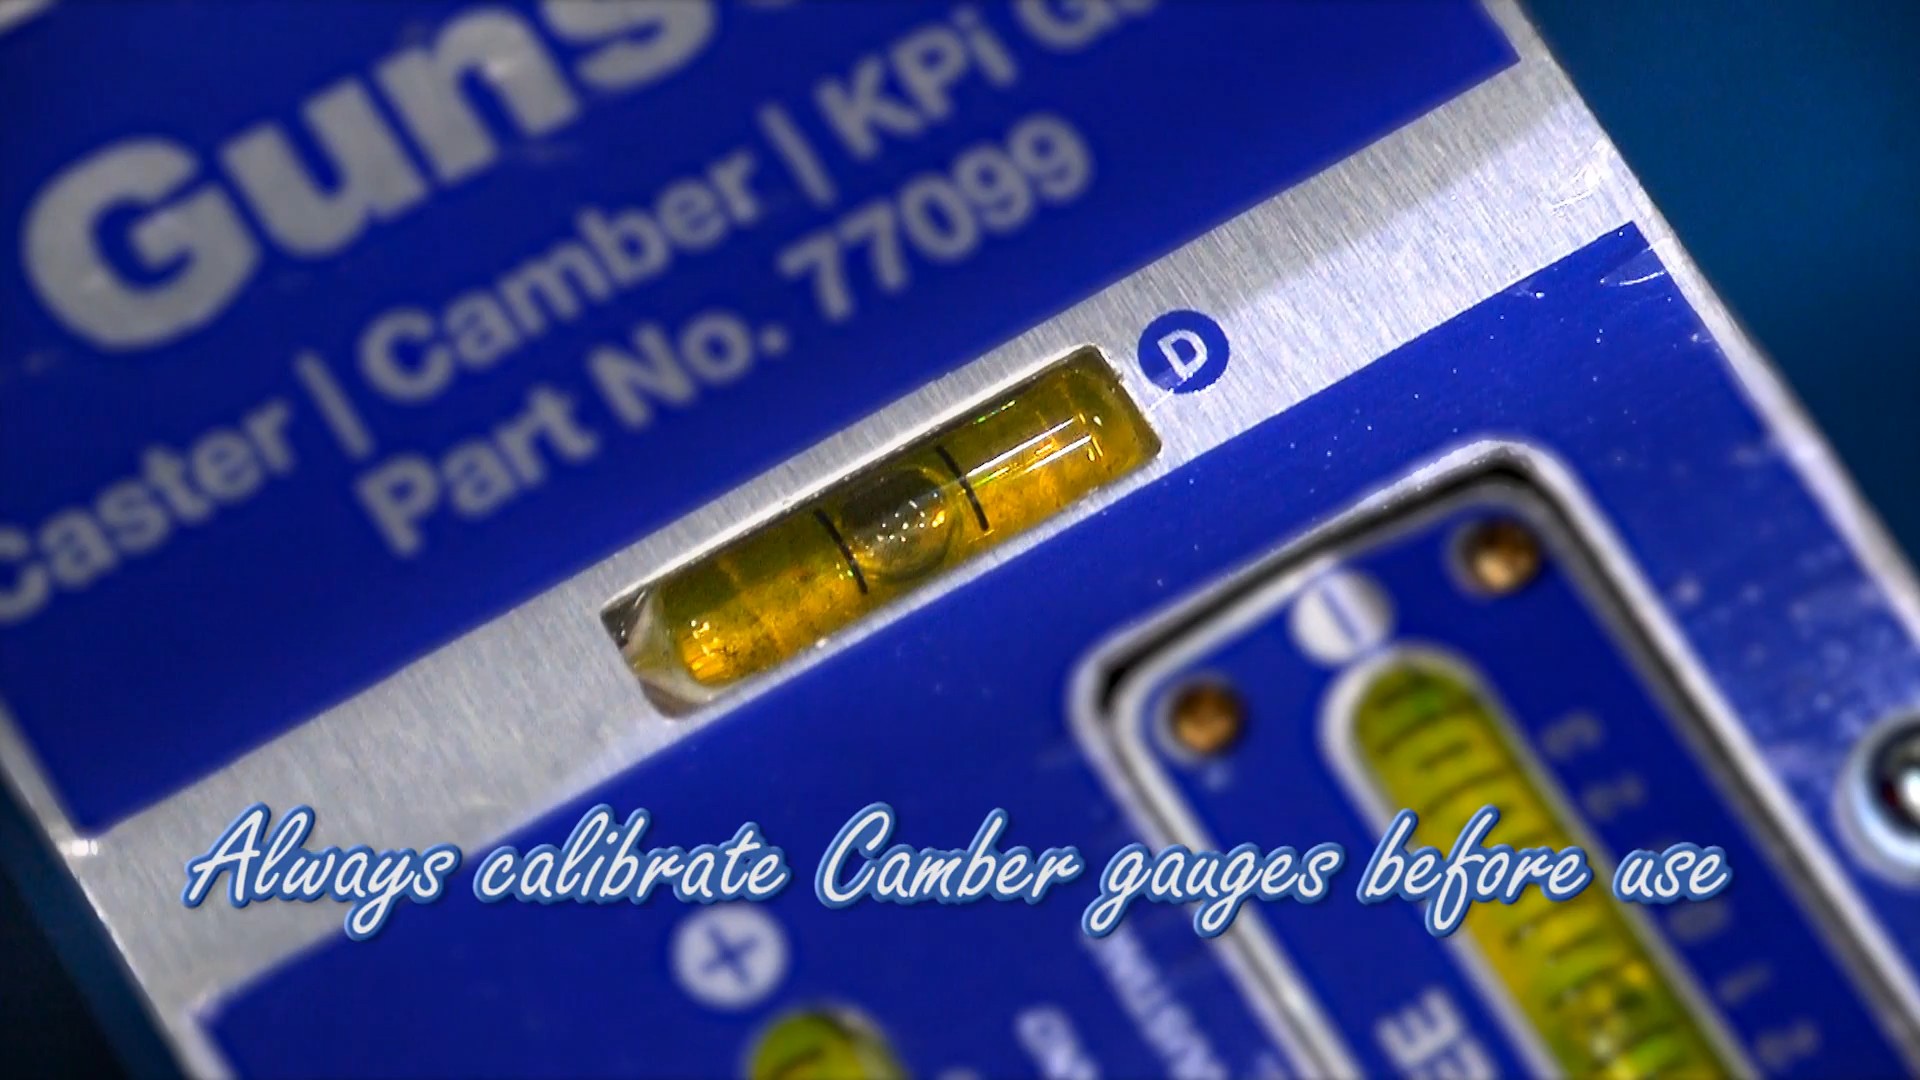 Guns
Caster | Camber | KPi
Part No. 77099
D
Always calibrate Camber gauges before use